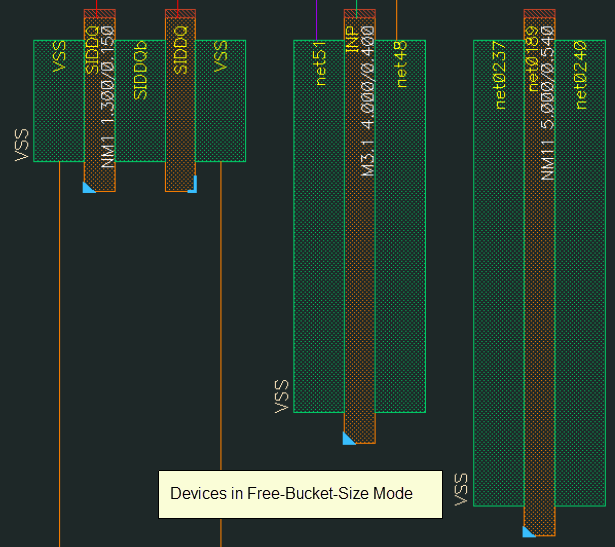 VSS
SIDDQ
NM1 1.300/0.150
SIDDQb
SIDDQ
VSS
VSS
net51
INP
M3.1 4.000/0.400
net48
VSS
net0237
net0189
NM11 5.000/0.540
net0240
VSS
Devices in Free-Bucket-Size Mode